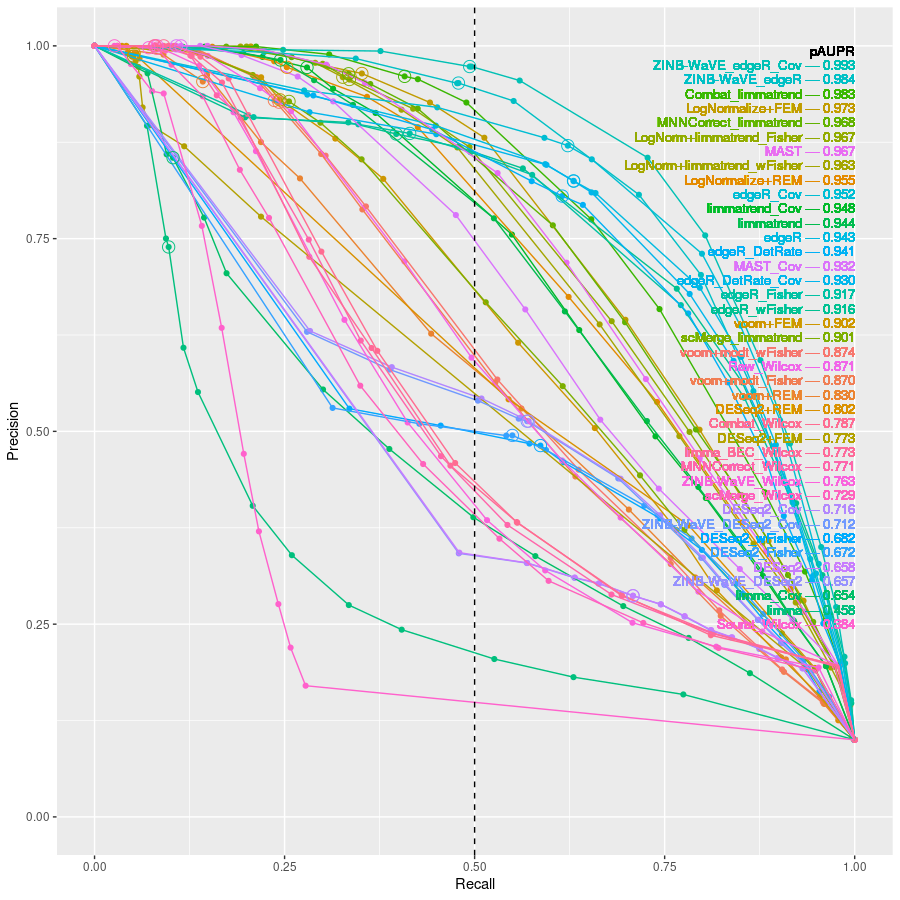 pAUPR
ZINB-WaVE_edgeR_Cov — 0.993
ZINB-WaVE_edgeR — 0.984
Combat_limmatrend — 0.983
LogNormalize+FEM — 0.973
MNNCorrect_limmatrend — 0.968
LogNorm+limmatrend_Fisher — 0.967
MAST — 0.967
LogNorm+limmatrend_wFisher — 0.963
LogNormalize+REM — 0.955
edgeR_Cov — 0.952
limmatrend_Cov — 0.948
limmatrend — 0.944
edgeR — 0.943
edgeR_DetRate — 0.941
MAST_Cov — 0.932
edgeR_DetRate_Cov — 0.930
edgeR_Fisher — 0.917
edgeR_wFisher — 0.916
voom+FEM — 0.902
scMerge_limmatrend — 0.901
voom+modt_wFisher — 0.874
Raw_Wilcox — 0.871
voom+modt_Fisher — 0.870
voom+REM — 0.830
DESeq2+REM — 0.802
Combat_Wilcox — 0.787
DESeq2+FEM — 0.773
limma_BEC_Wilcox — 0.773
MNNCorrect_Wilcox — 0.771
ZINB-WaVE_Wilcox — 0.763
scMerge_Wilcox — 0.729
DESeq2_Cov — 0.716
ZINB-WaVE_DESeq2_Cov — 0.712
DESeq2_wFisher — 0.682
DESeq2_Fisher — 0.672
DESeq2 — 0.658
ZINB-WaVE_DESeq2 — 0.657
limma_Cov — 0.654
limma — 0.458
Seurat_Wilcox — 0.384
1.00
0.75
0.50
0.25
0.00
Precision
0.00 0.25 0.50 0.75 1.00
Recall